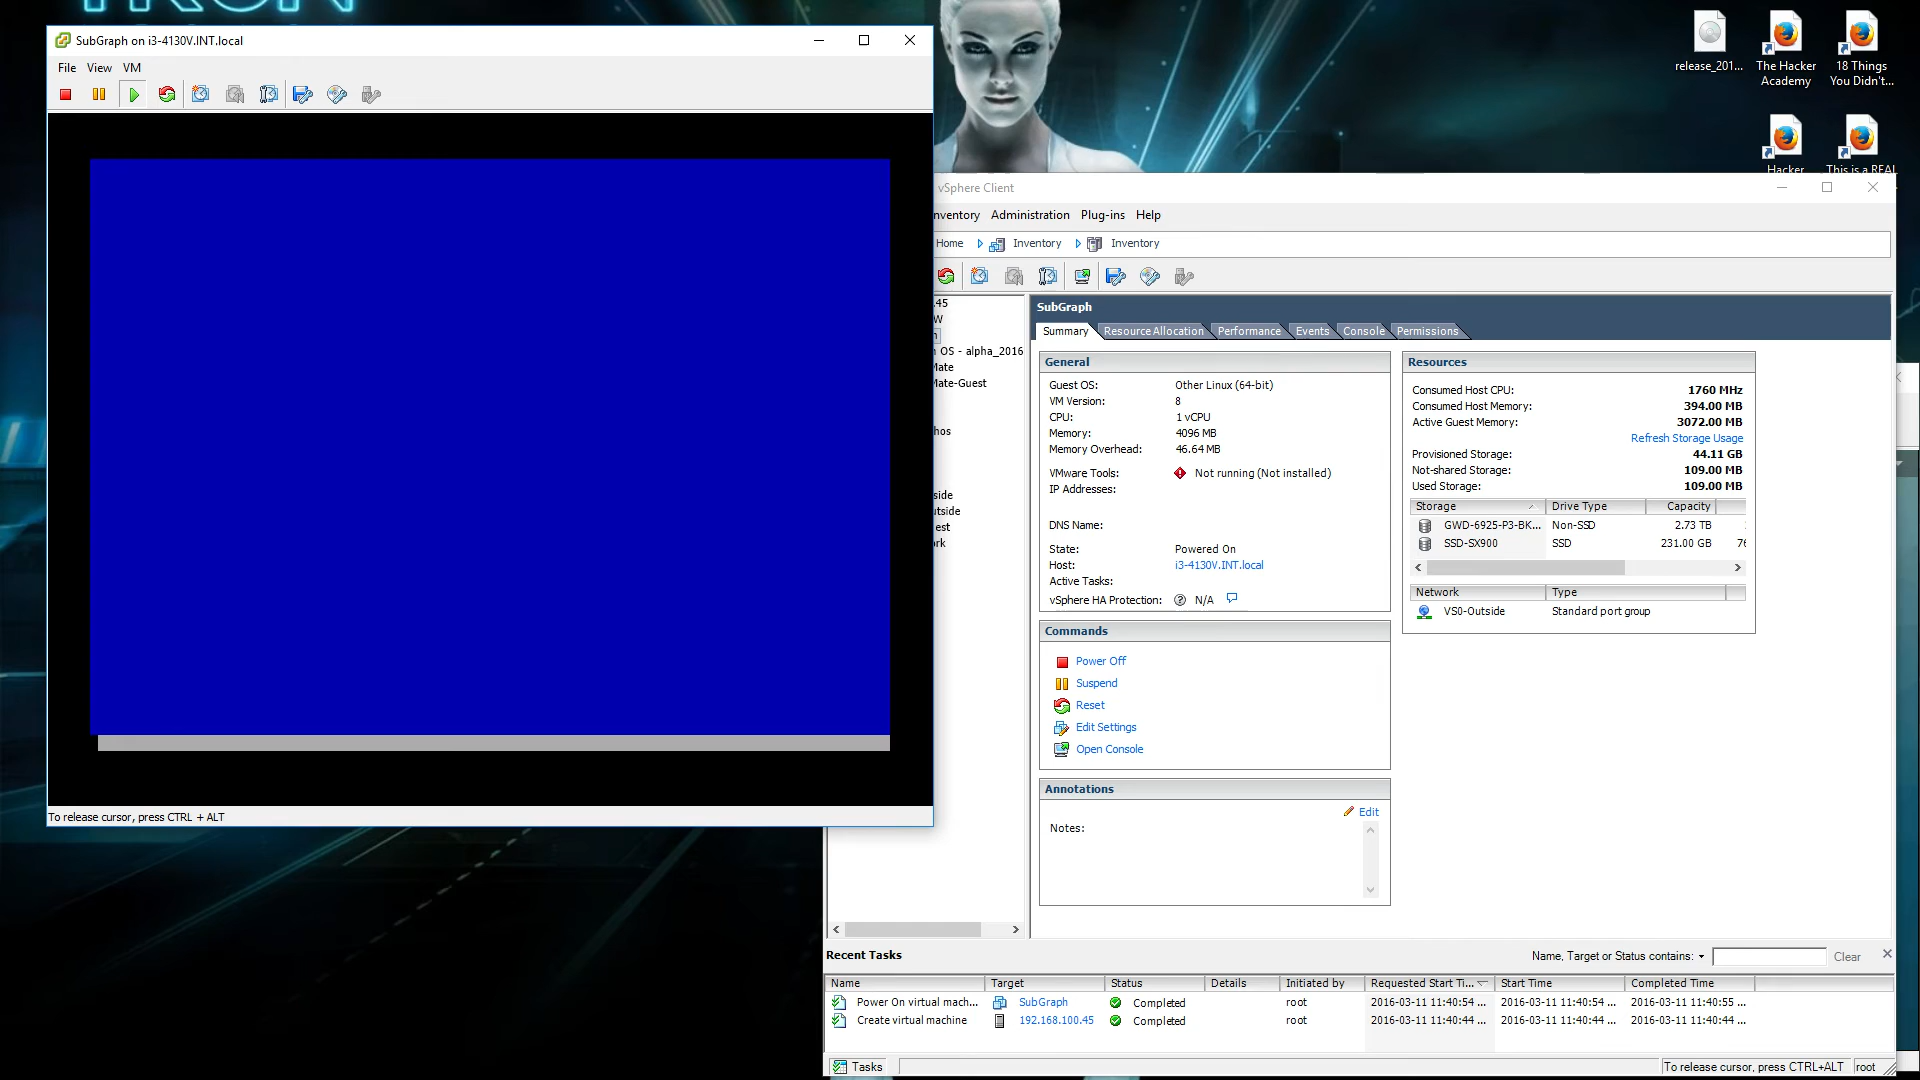 TRON
SubGraph on i3-4130V.INT.local
File View VM
To release cursor, press CTRL + ALT
release_201...
The Hacker
Academy
18 Things
You Didn't...
Hacker
This is a REAL
vSphere Client
nventory Administration Plug-ins Help
Home Inventory Inventory
.45
W
n
n OS - alpha_2016
Mate
Mate-Guest
hos
side
utside
est
rk
SubGraph
Summary Resource Allocation Performance Events Console Permissions
General
Guest OS: Other Linux (64-bit)
VM Version: 8
CPU: 1 vCPU
Memory: 4096 MB
Memory Overhead: 46.64 MB
VMware Tools: Not running (Not installed)
IP Addresses:
DNS Name:
State: Powered On
Host: i3-4130V.INT.local
Active Tasks:
vSphere HA Protection: N/A
Commands
Power Off
Suspend
Reset
Edit Settings
Open Console
Annotations
Edit
Notes:
Resources
Consumed Host CPU: 1760 MHz
Consumed Host Memory: 394.00 MB
Active Guest Memory: 3072.00 MB
Refresh Storage Usage
Provisioned Storage: 44.11 GB
Not-shared Storage: 109.00 MB
Used Storage: 109.00 MB
Storage Drive Type Capacity
GWD-6925-P3-BK... Non-SSD 2.73 TB
SSD-SX900 SSD 231.00 GB 76
Network Type
VS0-Outside Standard port group
Recent Tasks Name, Target or Status contains: Clear
Name Target Status Details Initiated by Requested Start Ti... Start Time Completed Time
Power On virtual mach... SubGraph Completed root 2016-03-11 11:40:54 ... 2016-03-11 11:40:54 ... 2016-03-11 11:40:55 ...
Create virtual machine 192.168.100.45 Completed root 2016-03-11 11:40:44 ... 2016-03-11 11:40:44 ... 2016-03-11 11:40:44 ...
Tasks To release cursor, press CTRL+ALT root